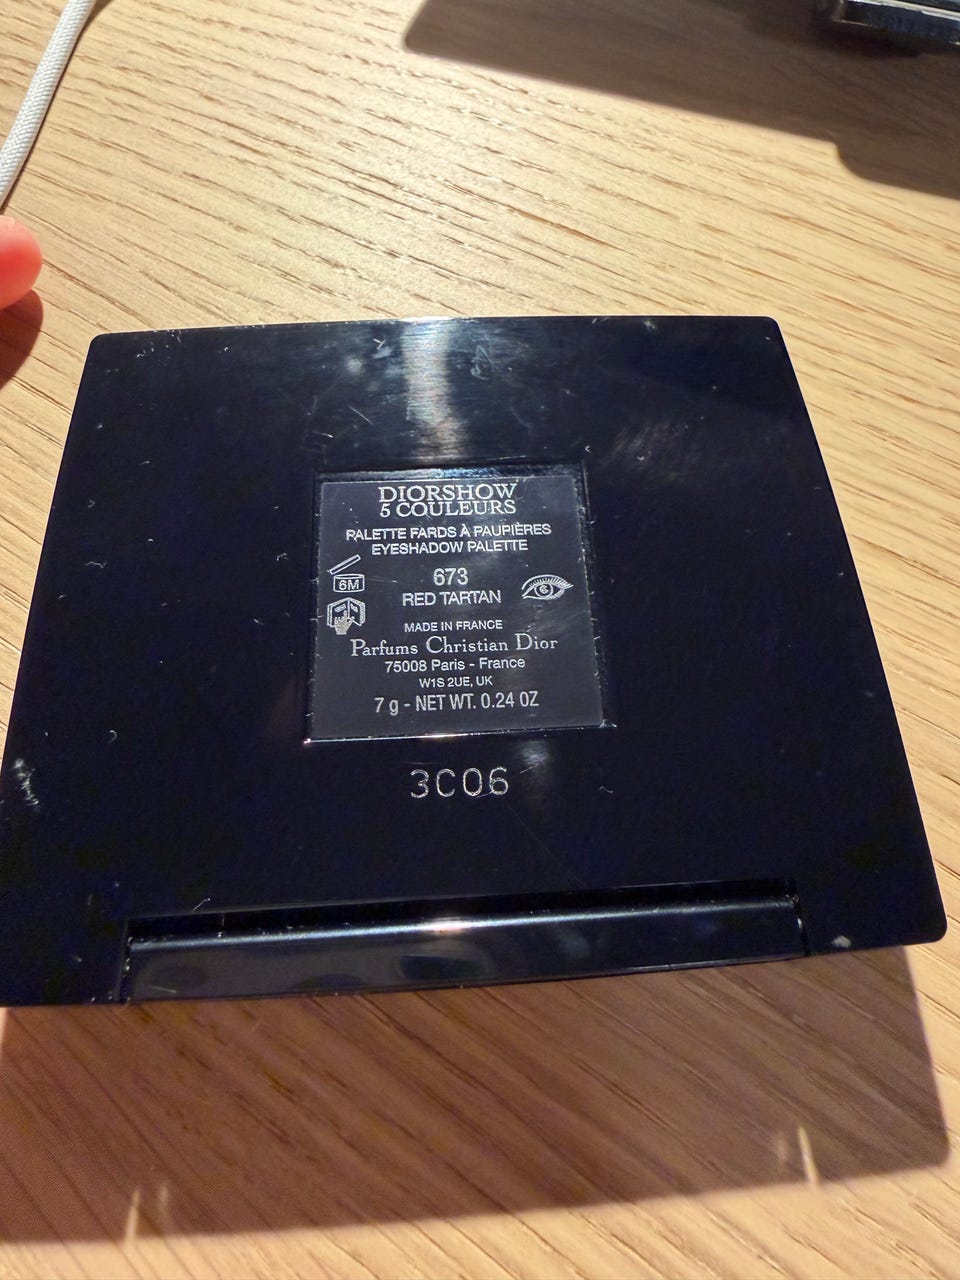 DIORSHOW
5 COULEURS
PALETTE FARDS À PAUPIÈRES
EYESHADOW PALETTE
6M
673
RED TARTAN
MADE IN FRANCE
Parfums Christian Dior
75008 Paris - France
W1S 2UE, UK
7 g - NET WT. 0.24 OZ
3C06